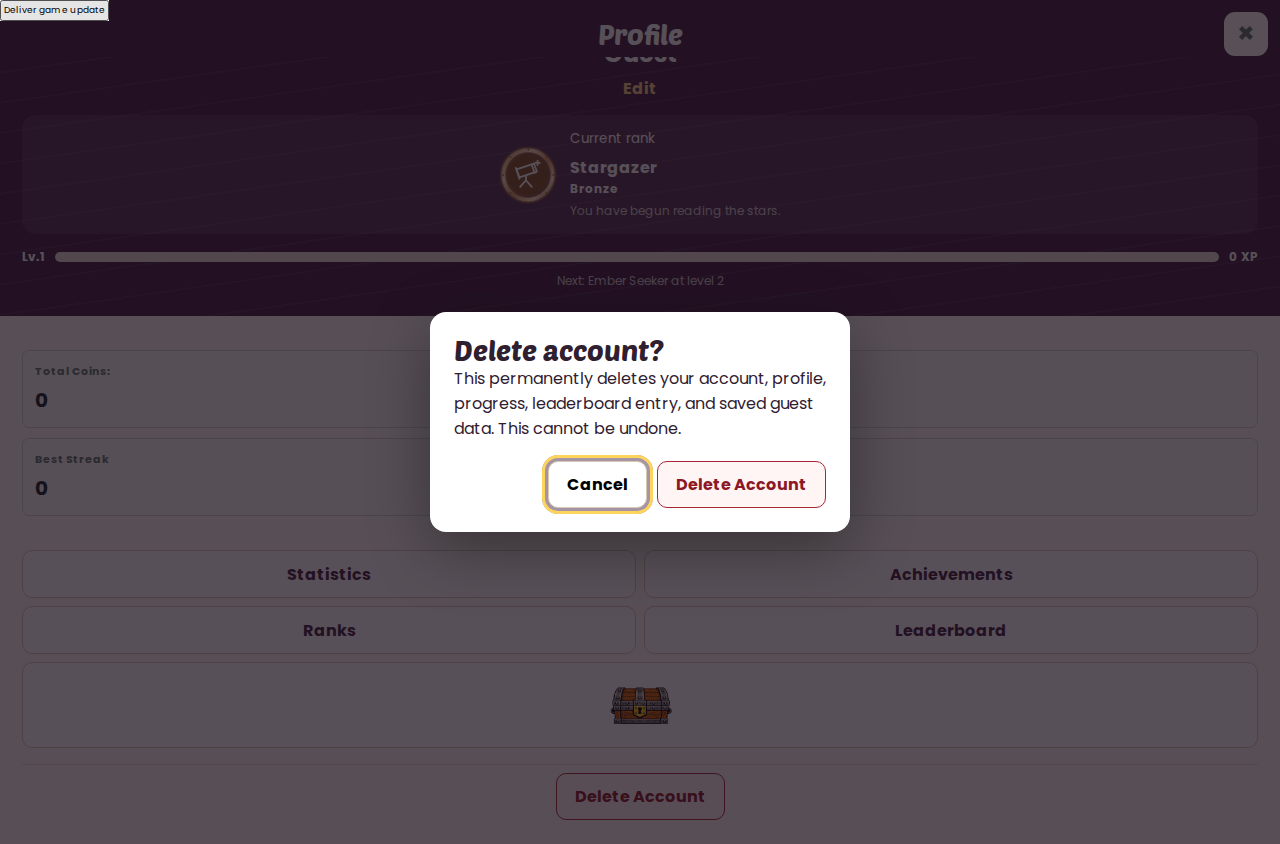 Deliver game update
Profile
✖
Edit
Current rank
Stargazer
Bronze
You have begun reading the stars.
Lv.1
0 XP
Next: Ember Seeker at level 2
Delete account?
This permanently deletes your account, profile,
progress, leaderboard entry, and saved guest
data. This cannot be undone.
Cancel
Delete Account
Total Coins:
0
Best Streak
0
Statistics
Achievements
Ranks
Leaderboard
Delete Account